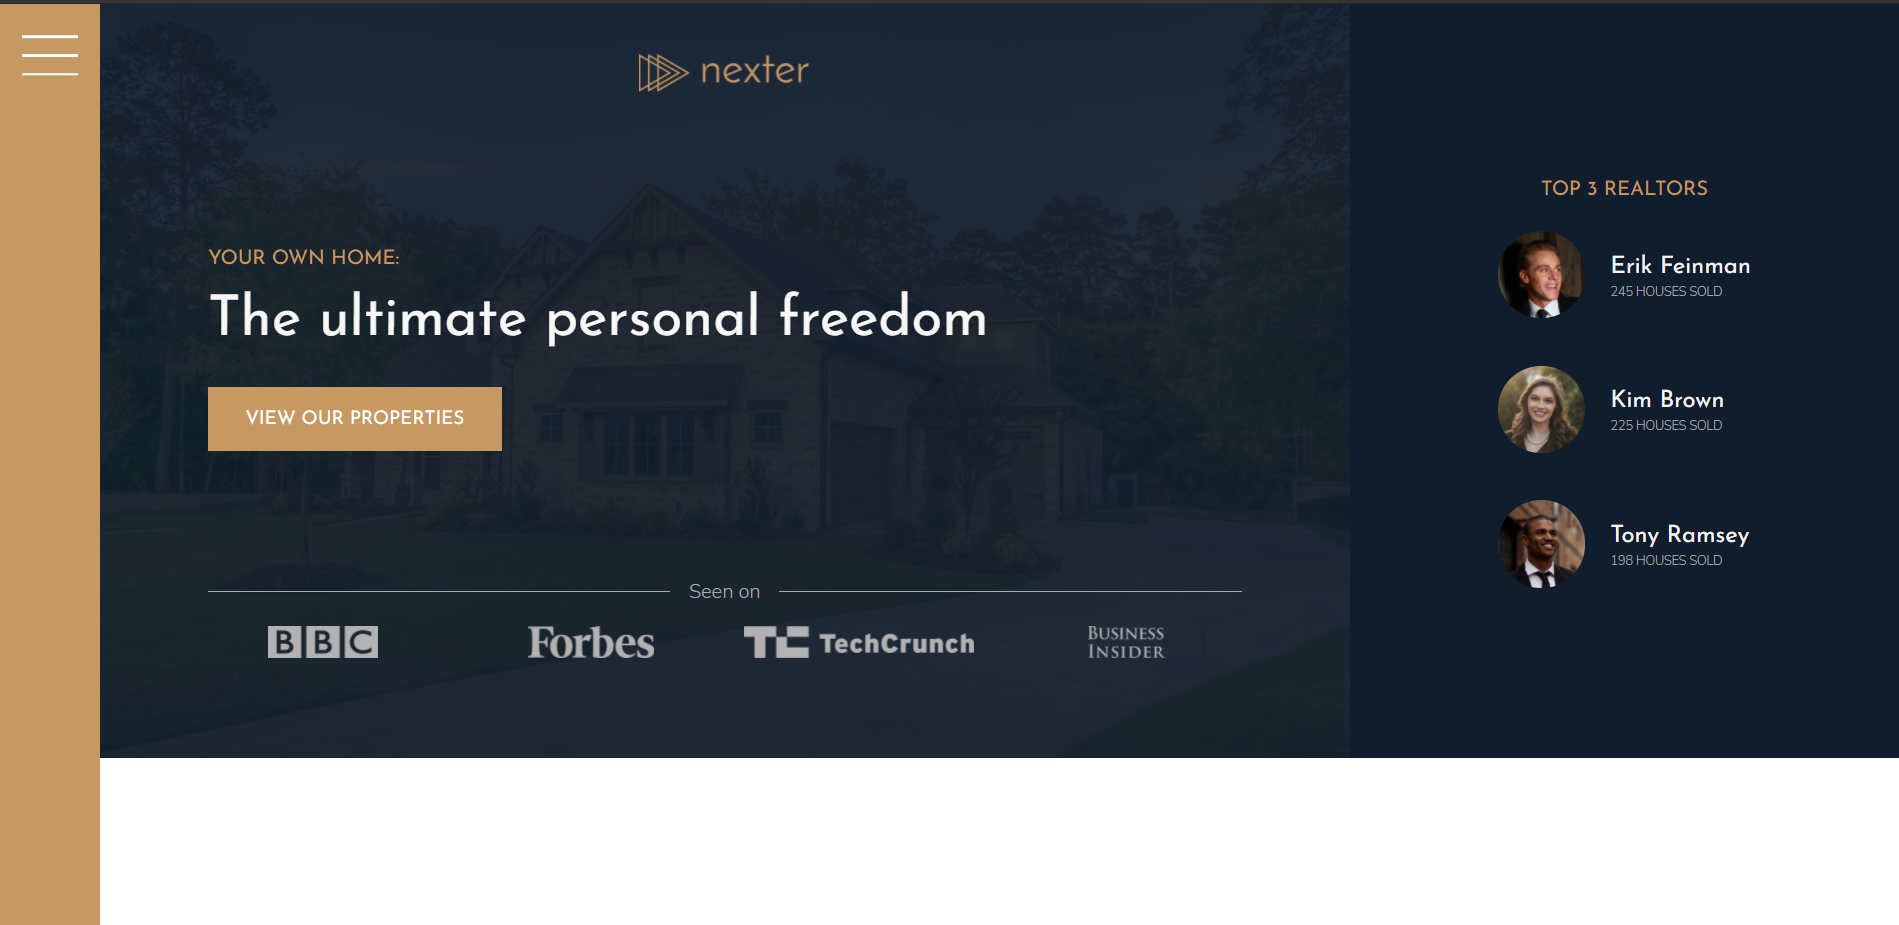 nexter
YOUR OWN HOME:
The ultimate personal freedom
VIEW OUR PROPERTIES
Seen on
BBC
Forbes
TC TechCrunch
BUSINESS
INSIDER
TOP 3 REALTORS
Erik Feinman
245 HOUSES SOLD
Kim Brown
225 HOUSES SOLD
Tony Ramsey
198 HOUSES SOLD